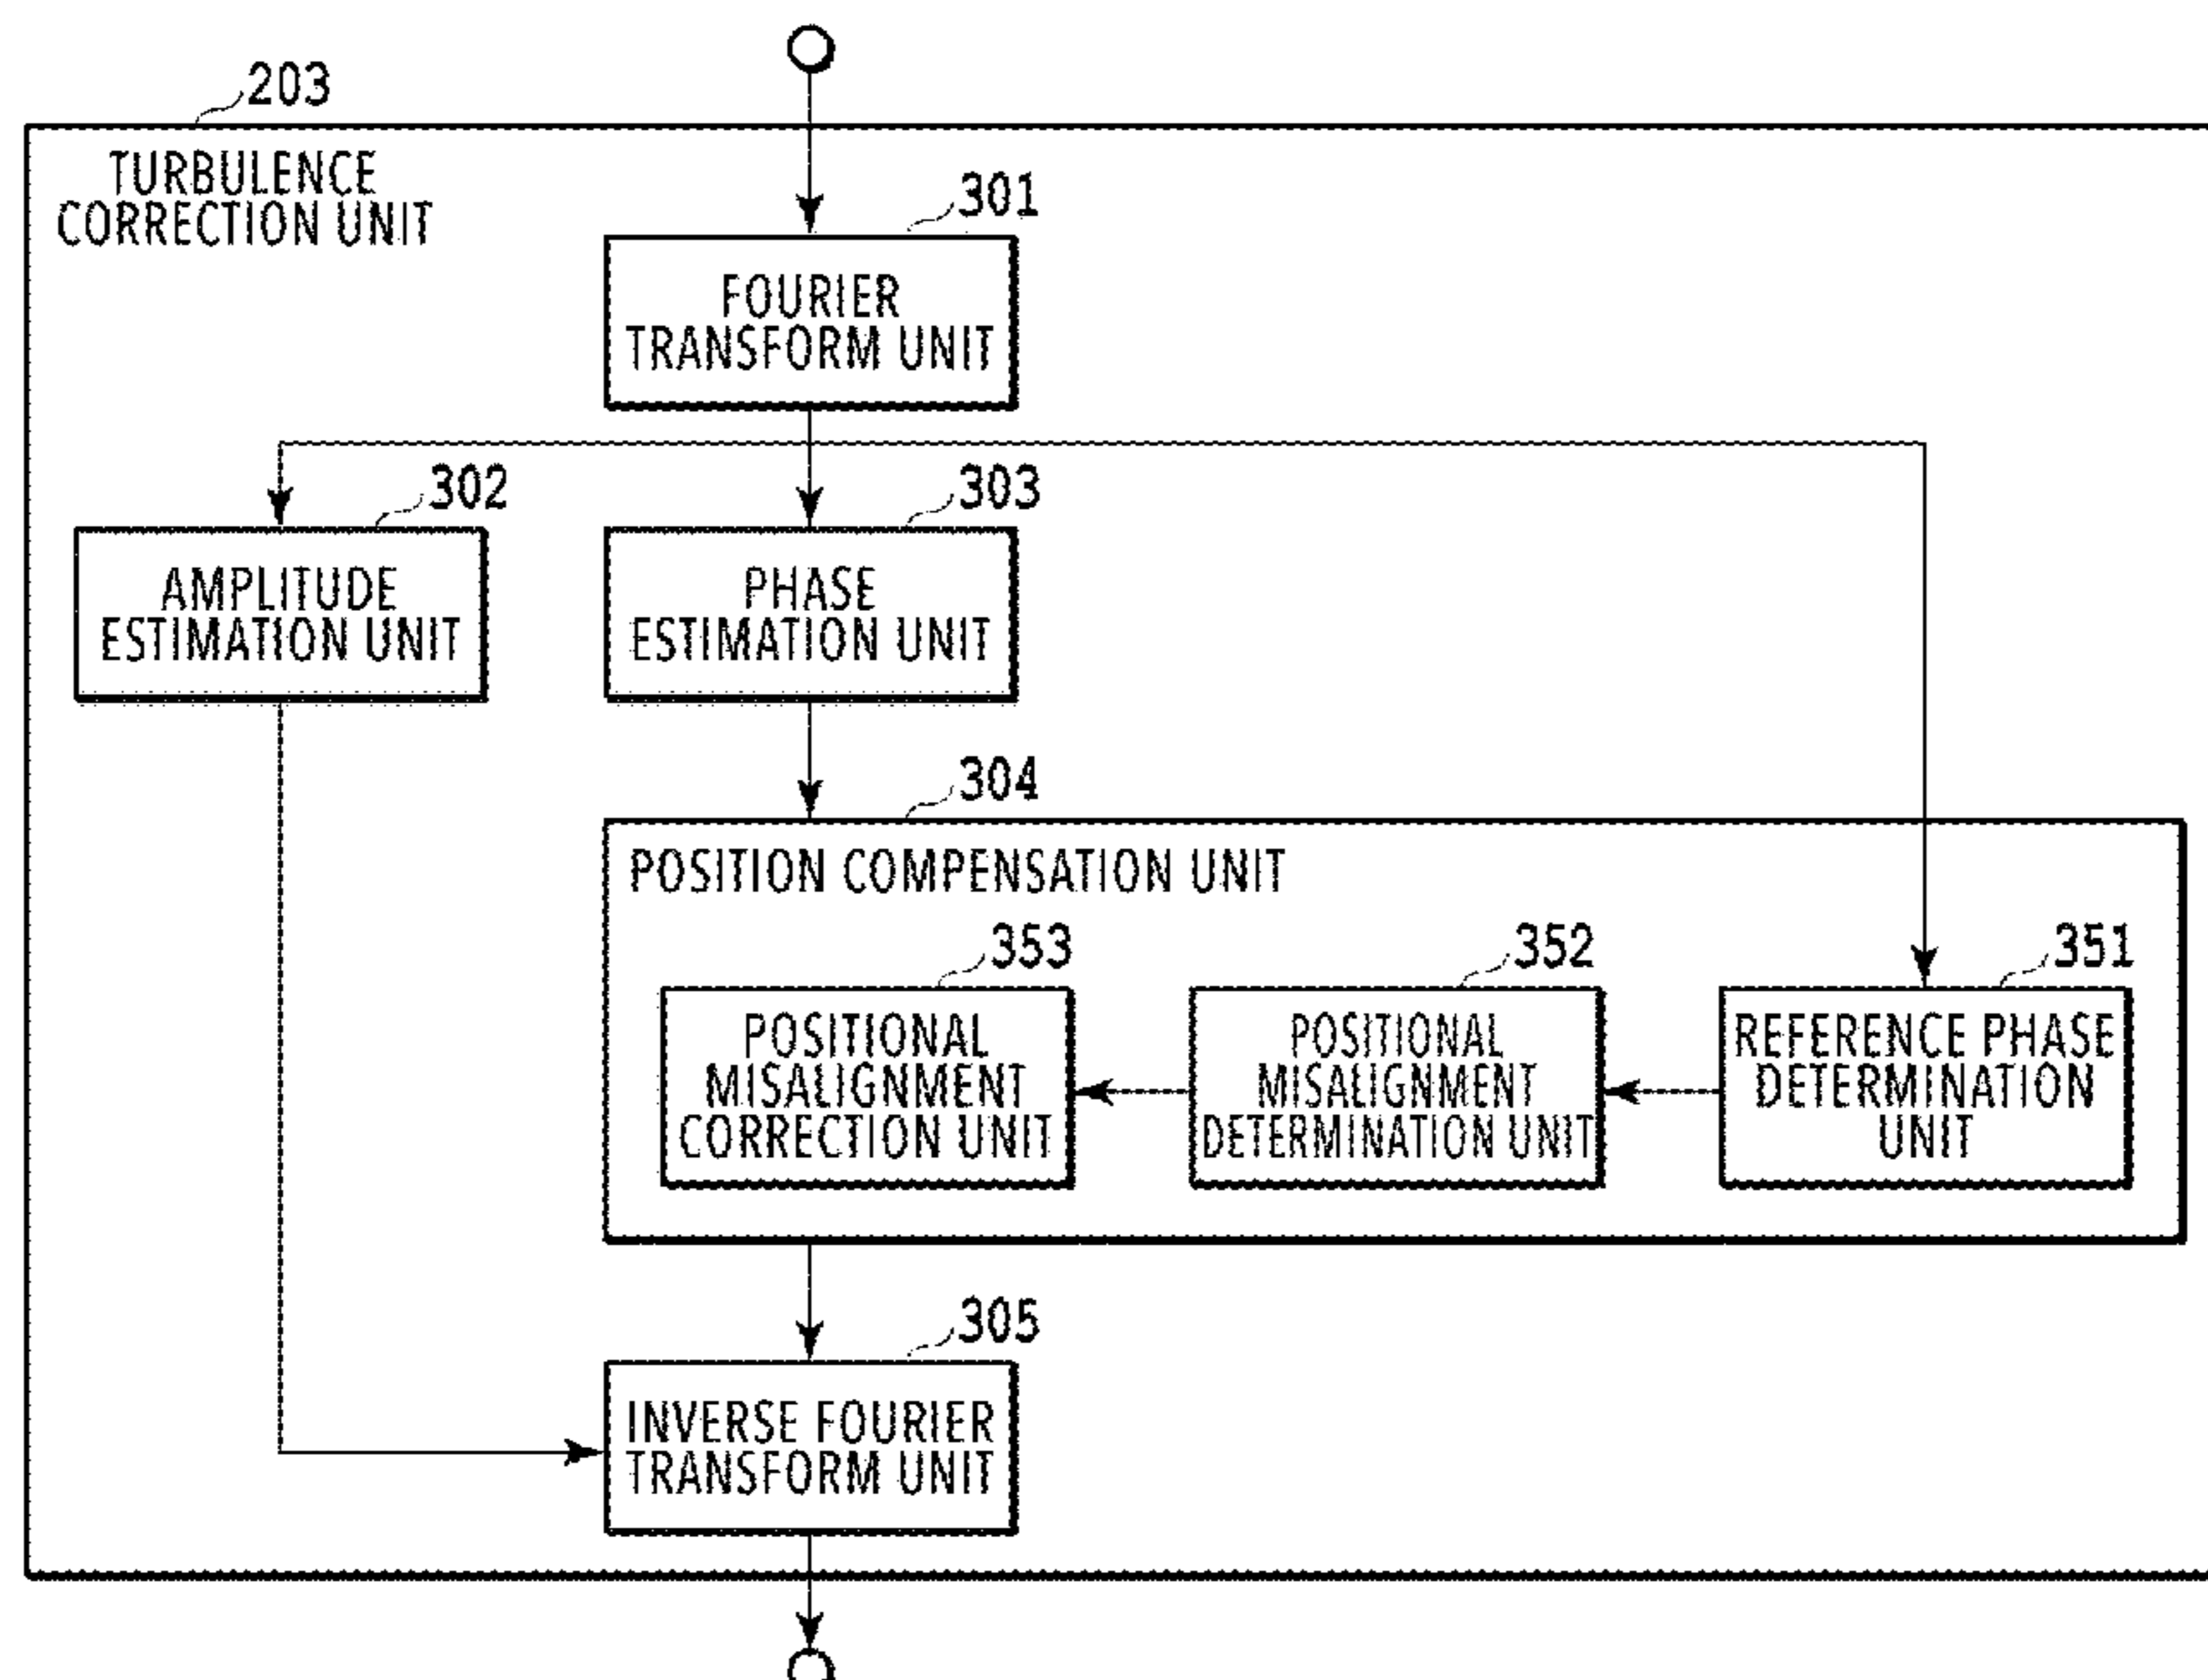 203
TURBULENCE
CORRECTION UNIT
301
FOURIER
TRANSFORM UNIT
302
AMPLITUDE
ESTIMATION UNIT
303
PHASE
ESTIMATION UNIT
304
POSITION COMPENSATION UNIT
353
POSITIONAL
MISALIGNMENT
CORRECTION UNIT
352
POSITIONAL
MISALIGNMENT
DETERMINATION UNIT
351
REFERENCE PHASE
DETERMINATION
UNIT
305
INVERSE FOURIER
TRANSFORM UNIT